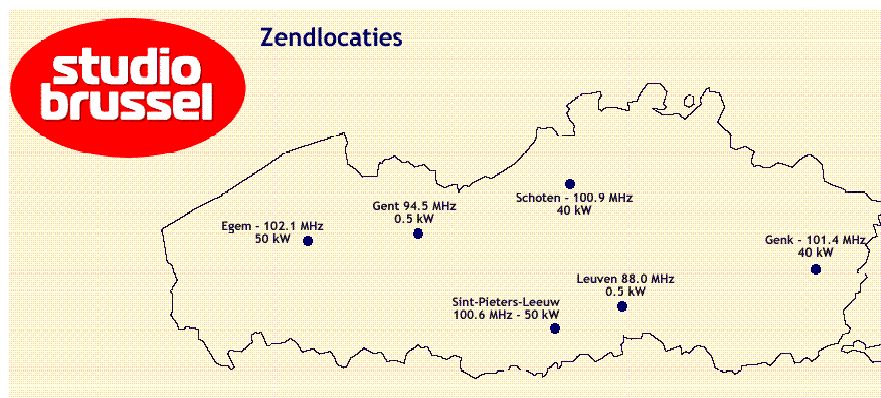 studio
brussel
Zendlocaties
Schoten - 100.9 MHz
40 kW
Gent 94.5 MHz
0.5 kW
Egem - 102.1 MHz
50 kW
Genk - 101.4 MHz
40 kW
Leuven 88.0 MHz
0.5 kW
Sint-Pieters-Leeuw
100.6 MHz - 50 kW